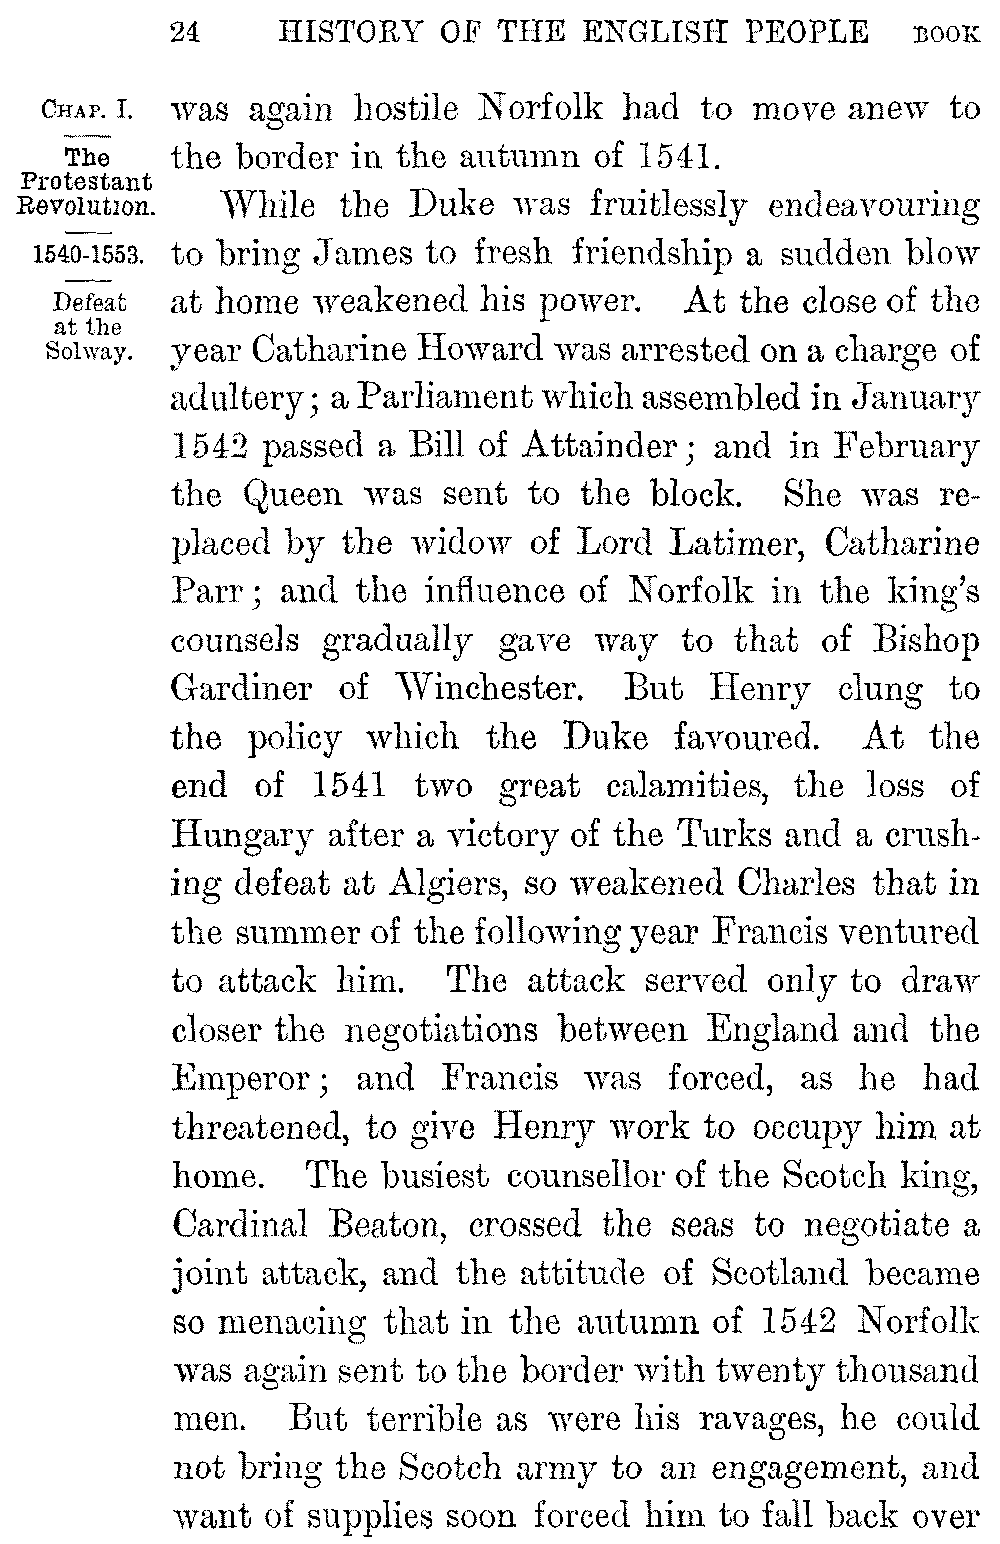 24 HISTORY OF THE ENGLISH PEOPLE BOOK
CHAP. I.
The
Protestant
Revolution.
1540-1553.
Defeat
at the
Solway.
was again hostile Norfolk had to move anew to
the border in the autumn of 1541.
While the Duke was fruitlessly endeavouring
to bring James to fresh friendship a sudden blow
at home weakened his power. At the close of the
year Catharine Howard was arrested on a charge of
adultery; a Parliament which assembled in January
1542 passed a Bill of Attainder; and in February
the Queen was sent to the block. She was re-
placed by the widow of Lord Latimer, Catharine
Parr; and the influence of Norfolk in the king's
counsels gradually gave way to that of Bishop
Gardiner of Winchester. But Henry clung to
the policy which the Duke favoured. At the
end of 1541 two great calamities, the loss of
Hungary after a victory of the Turks and a crush-
ing defeat at Algiers, so weakened Charles that in
the summer of the following year Francis ventured
to attack him. The attack served only to draw
closer the negotiations between England and the
Emperor; and Francis was forced, as he had
threatened, to give Henry work to occupy him at
home. The busiest counsellor of the Scotch king,
Cardinal Beaton, crossed the seas to negotiate a
joint attack, and the attitude of Scotland became
so menacing that in the autumn of 1542 Norfolk
was again sent to the border with twenty thousand
men. But terrible as were his ravages, he could
not bring the Scotch army to an engagement, and
want of supplies soon forced him to fall back over